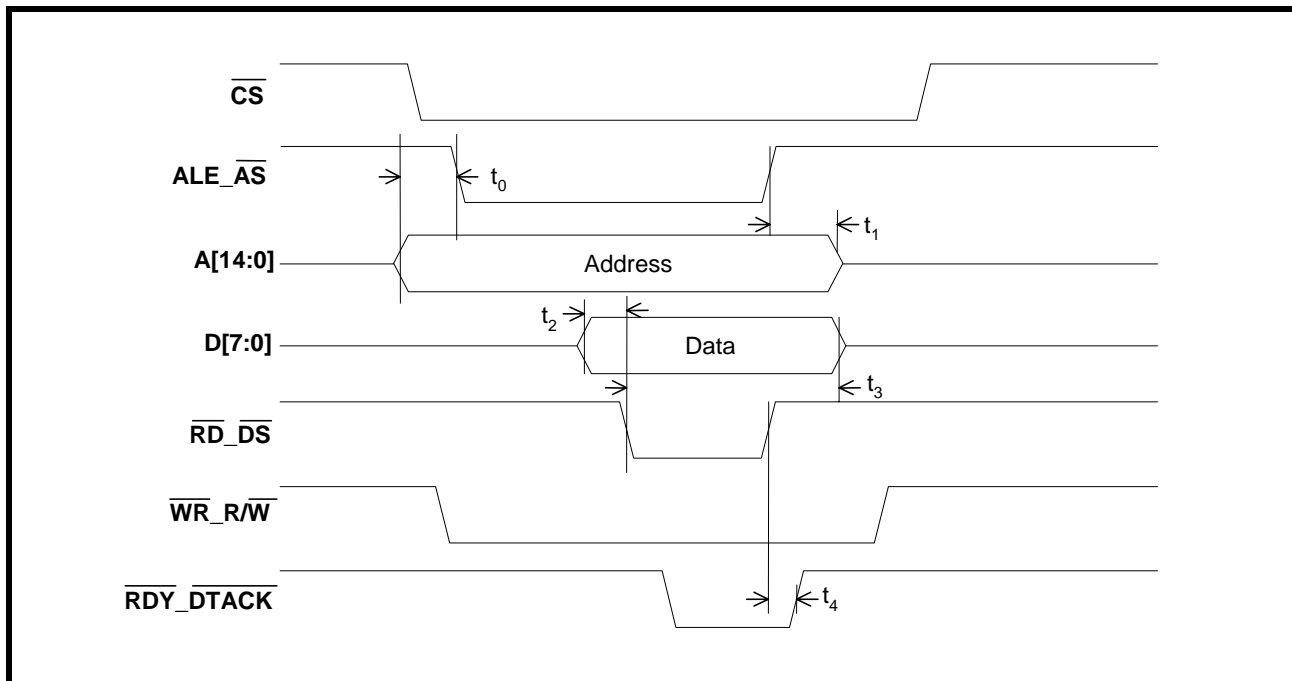 CS
ALE_AS
t0
t1
A[14:0]
Address
t2
D[7:0]
Data
t3
RD_DS
WR_R/W
RDY_DTACK
t4